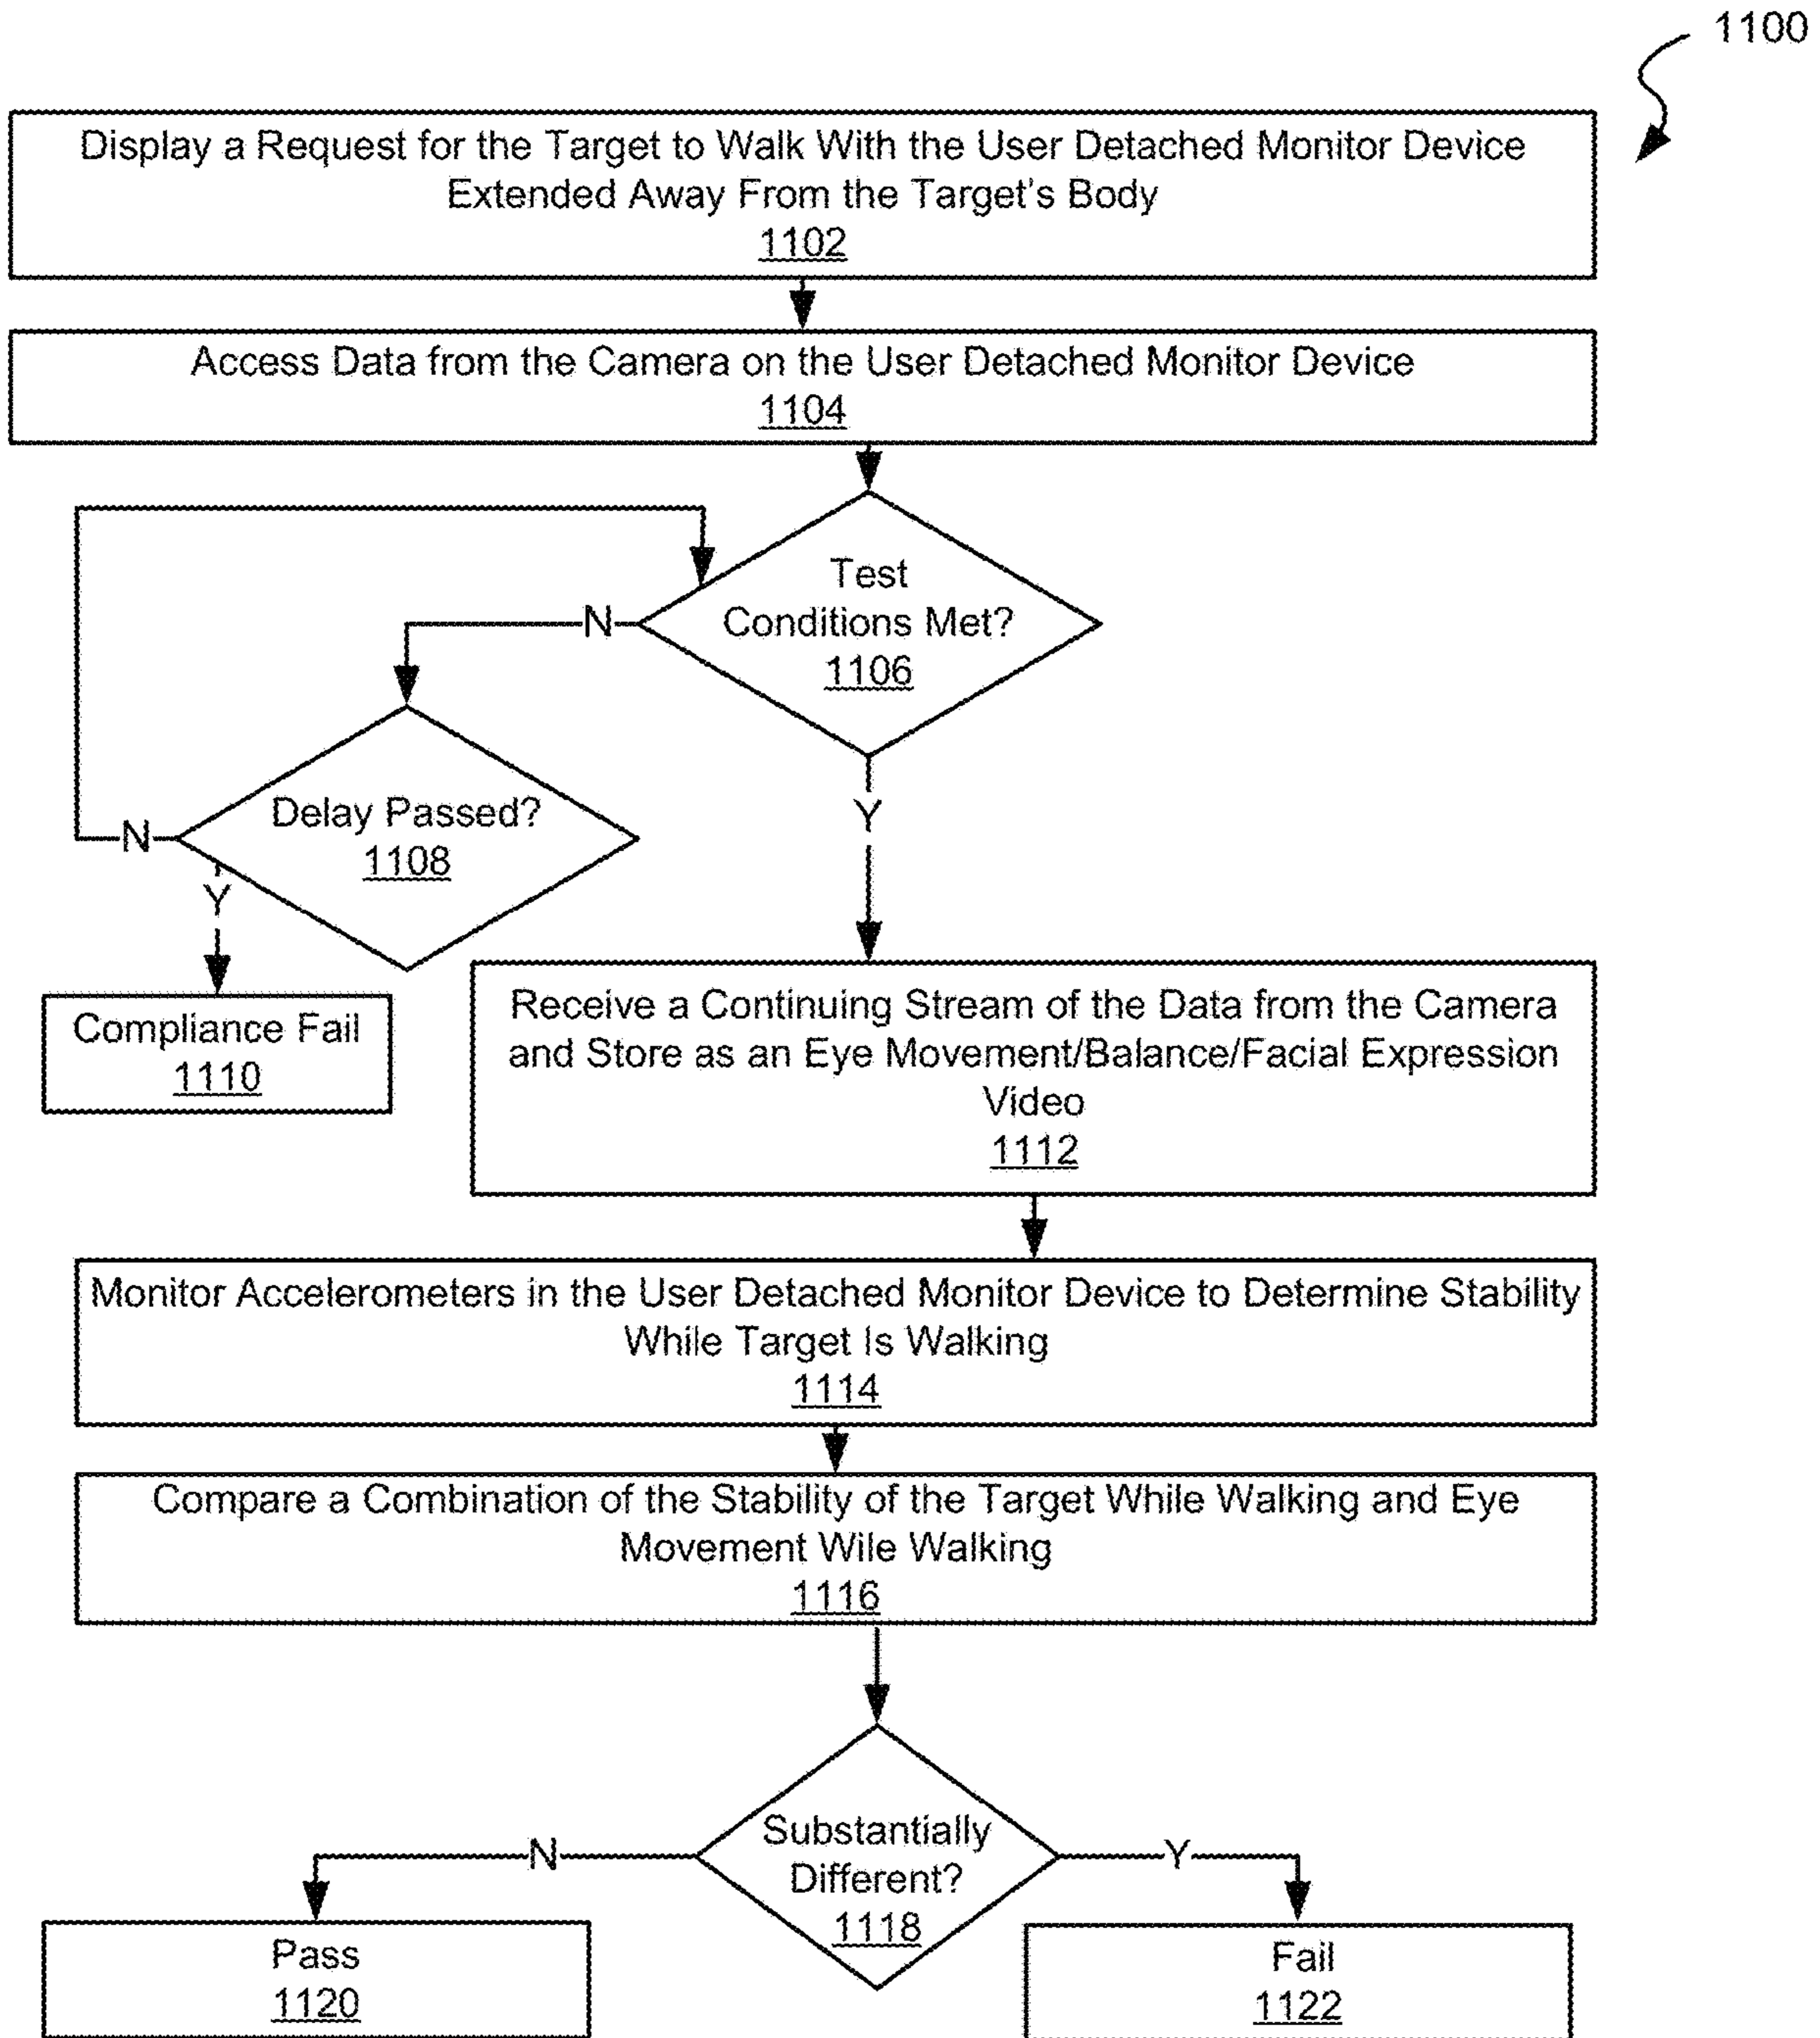 1100
Display a Request for the Target to Walk With the User Detached Monitor Device
Extended Away From the Target's Body
1102
Access Data from the Camera on the User Detached Monitor Device
1104
Test
Conditions Met?
1106
N
Y
Delay Passed?
1108
N
Y
Compliance Fail
1110
Receive a Continuing Stream of the Data from the Camera
and Store as an Eye Movement/Balance/Facial Expression
Video
1112
Monitor Accelerometers in the User Detached Monitor Device to Determine Stability
While Target Is Walking
1114
Compare a Combination of the Stability of the Target While Walking and Eye
Movement Wile Walking
1116
Substantially
Different?
1118
N
Y
Pass
1120
Fail
1122